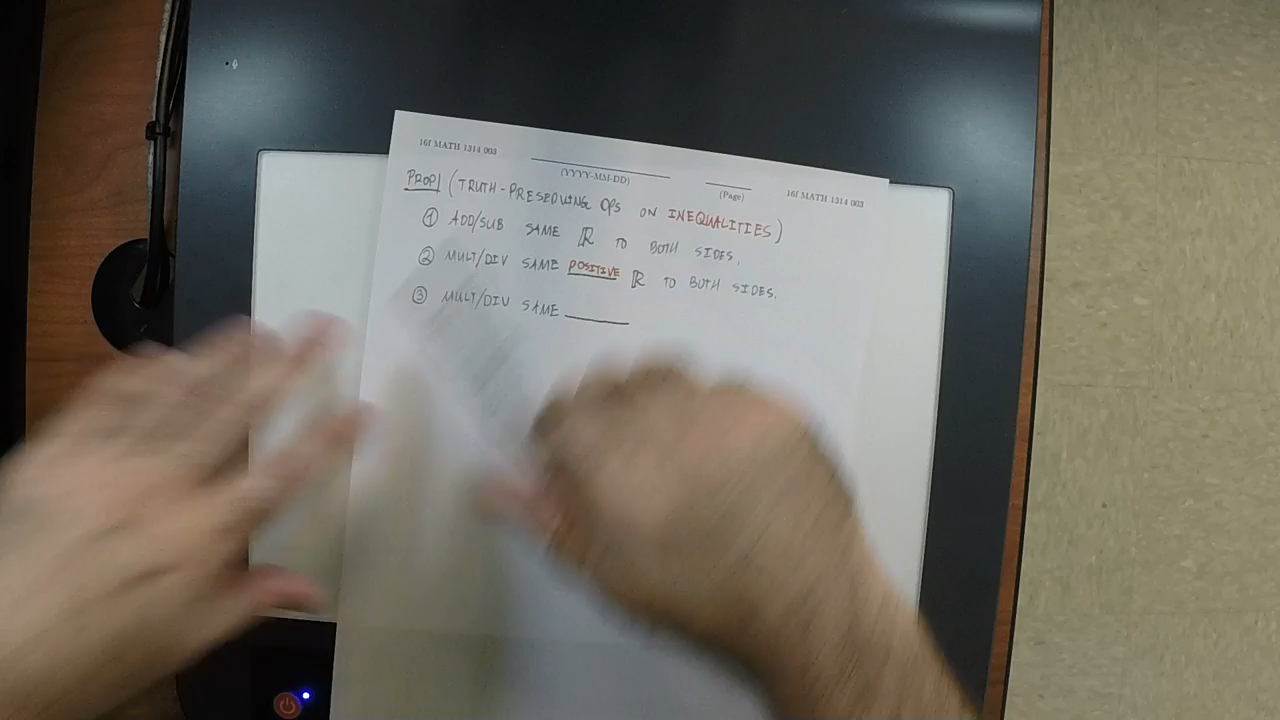 16f MATH 1314 003 (YYYY-MM-DD) (Page) 16f MATH 1314 003
PROP] (TRUTH-PRESERVING OPS ON INEQUALITIES)
① ADD/SUB SAME ℝ TO BOTH SIDES.
② MULT/DIV SAME POSITIVE ℝ TO BOTH SIDES.
③ MULT/DIV SAME ______